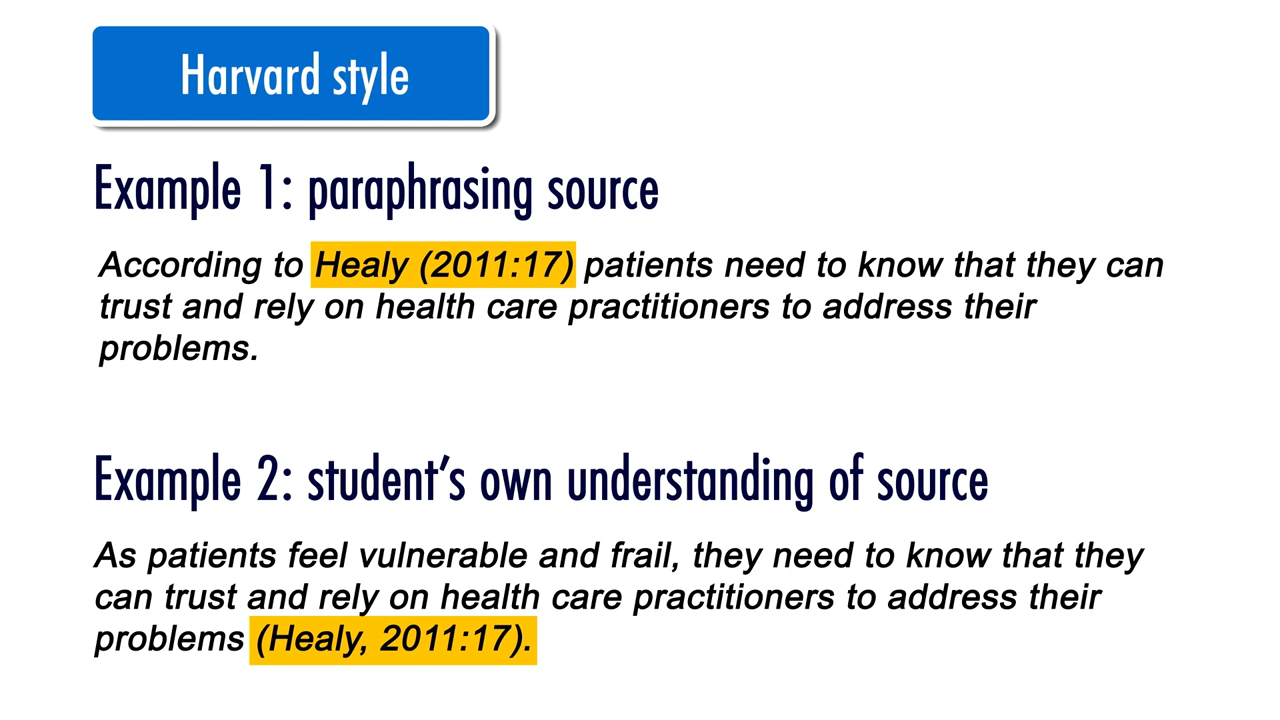 Harvard style
Example 1: paraphrasing source
According to Healy (2011:17) patients need to know that they can
trust and rely on health care practitioners to address their
problems.
Example 2: student's own understanding of source
As patients feel vulnerable and frail, they need to know that they
can trust and rely on health care practitioners to address their
problems (Healy, 2011:17).